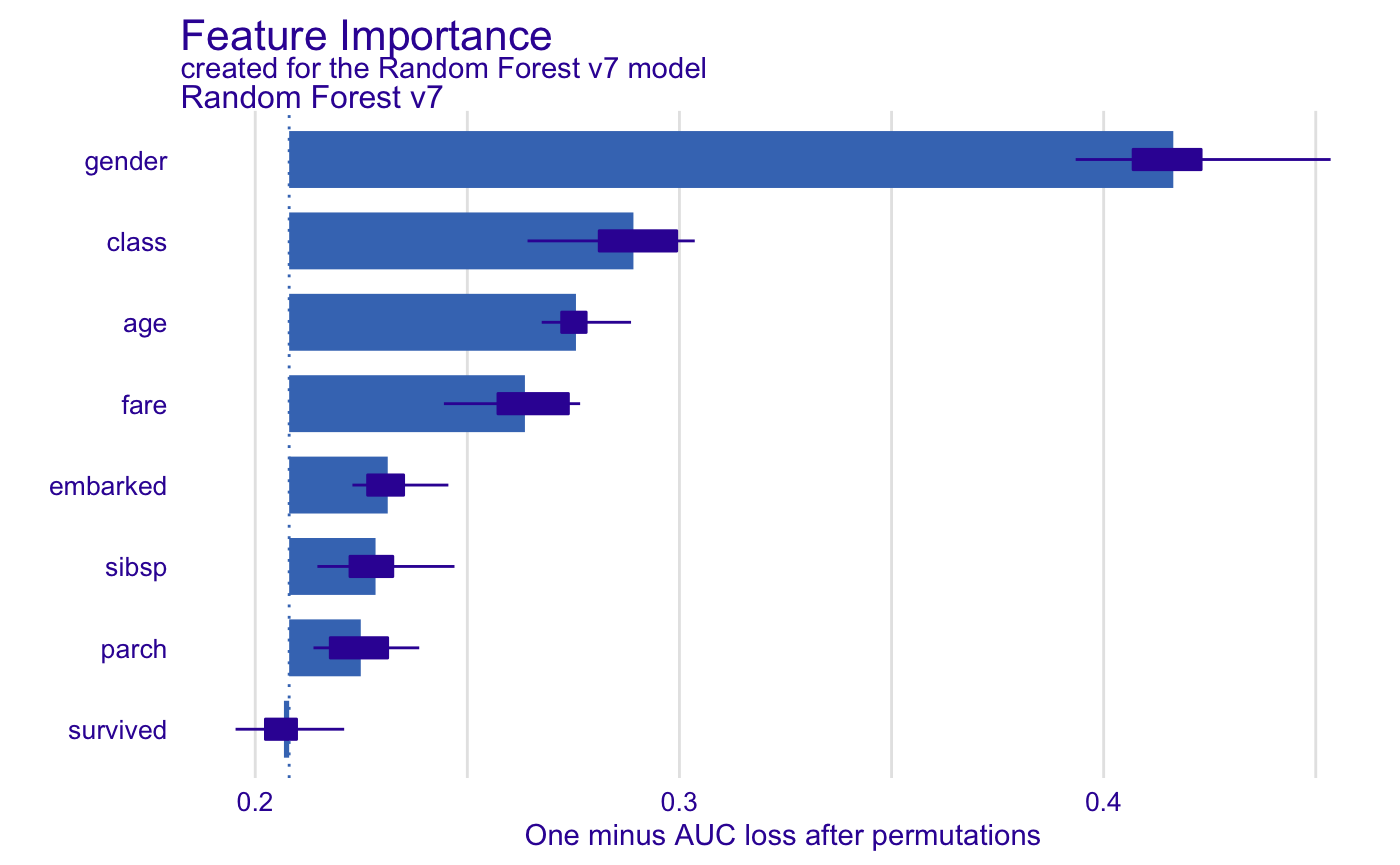 Feature Importance
created for the Random Forest v7 model
Random Forest v7
gender
class
age
fare
embarked
sibsp
parch
survived
0.2 0.3 0.4
One minus AUC loss after permutations